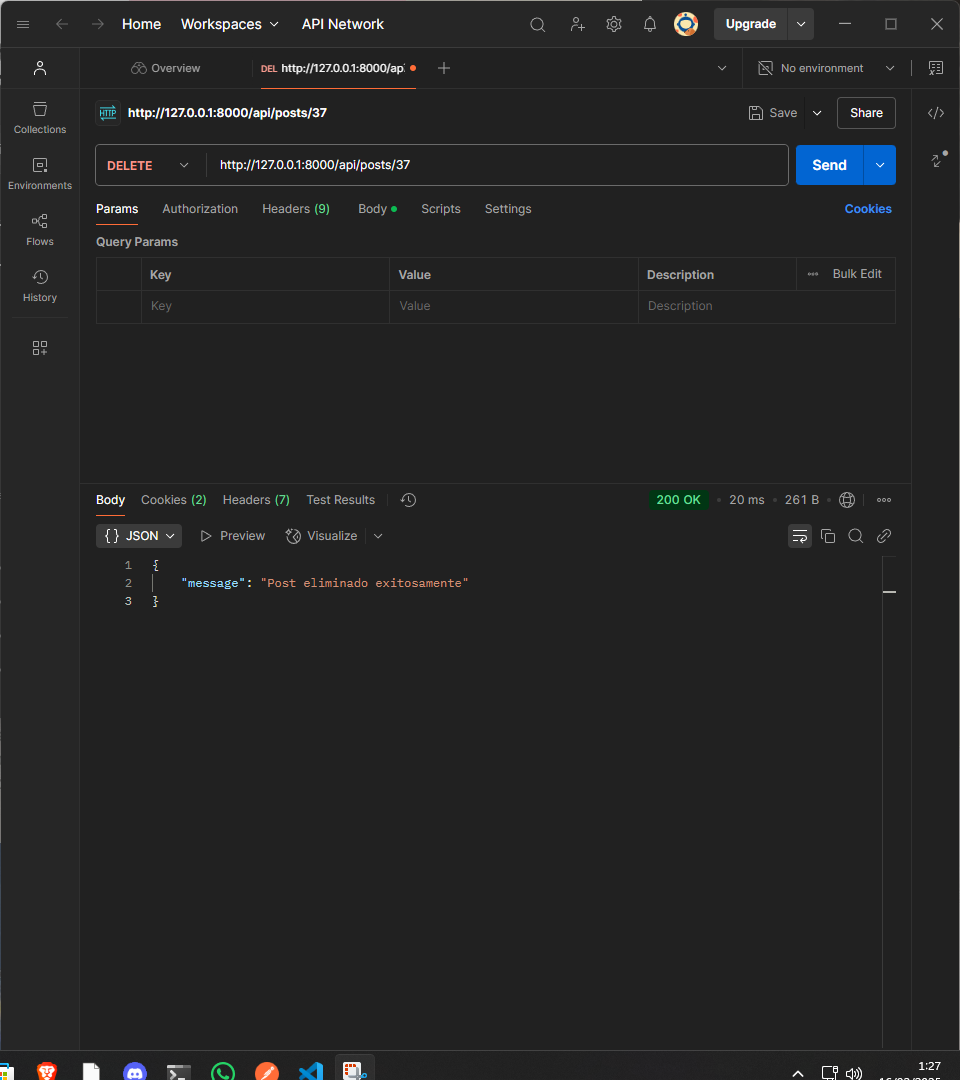 Home Workspaces API Network Upgrade
Overview DEL http://127.0.0.1:8000/ap No environment
Collections
Environments
Flows
History
HTTP http://127.0.0.1:8000/api/posts/37 Save Share
DELETE http://127.0.0.1:8000/api/posts/37 Send
Params Authorization Headers (9) Body Scripts Settings Cookies
Query Params
Key Value Description Bulk Edit
Key Value Description
Body Cookies (2) Headers (7) Test Results 200 OK 20 ms 261 B
{} JSON Preview Visualize
1 {
2 "message": "Post eliminado exitosamente"
3 }
1:27